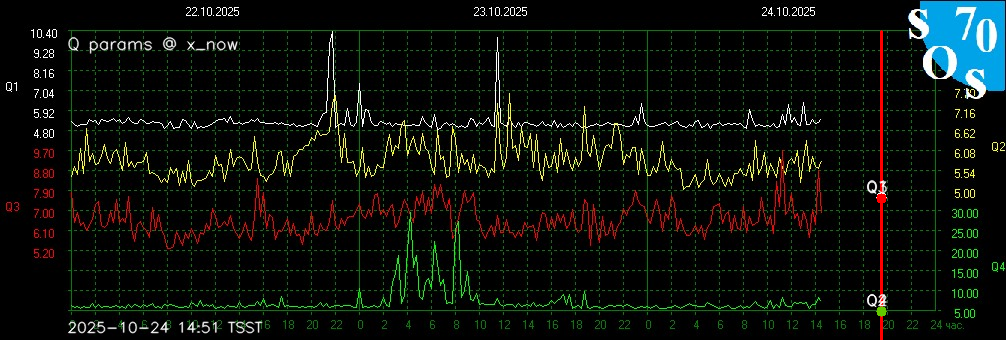 22.10.2025 23.10.2025 24.10.2025
Q params @ x_now
Q1
10.40
9.28
8.16
7.04
5.92
4.80
Q3
9.70
8.80
7.90
7.00
6.10
5.20
SOS 70
Q2
7.70
7.16
6.62
6.08
5.54
5.00
Q4
30.00
25.00
20.00
15.00
10.00
5.00
2025-10-24 14:51 TSST
20 22 0 2 4 6 8 10 12 14 16 18 20 22 0 2 4 6 8 10 12 14 16 18 20 22 24 час.